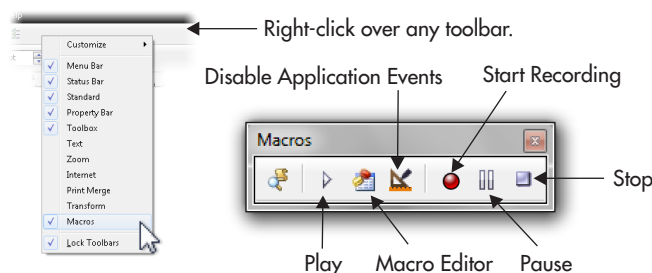 Right-click over any toolbar.
Customize
Menu Bar
Status Bar
Standard
Property Bar
Toolbox
Text
Zoom
Internet
Print Merge
Transform
Macros
Lock Toolbars
Disable Application Events
Start Recording
Macros
Stop
Play
Macro Editor
Pause